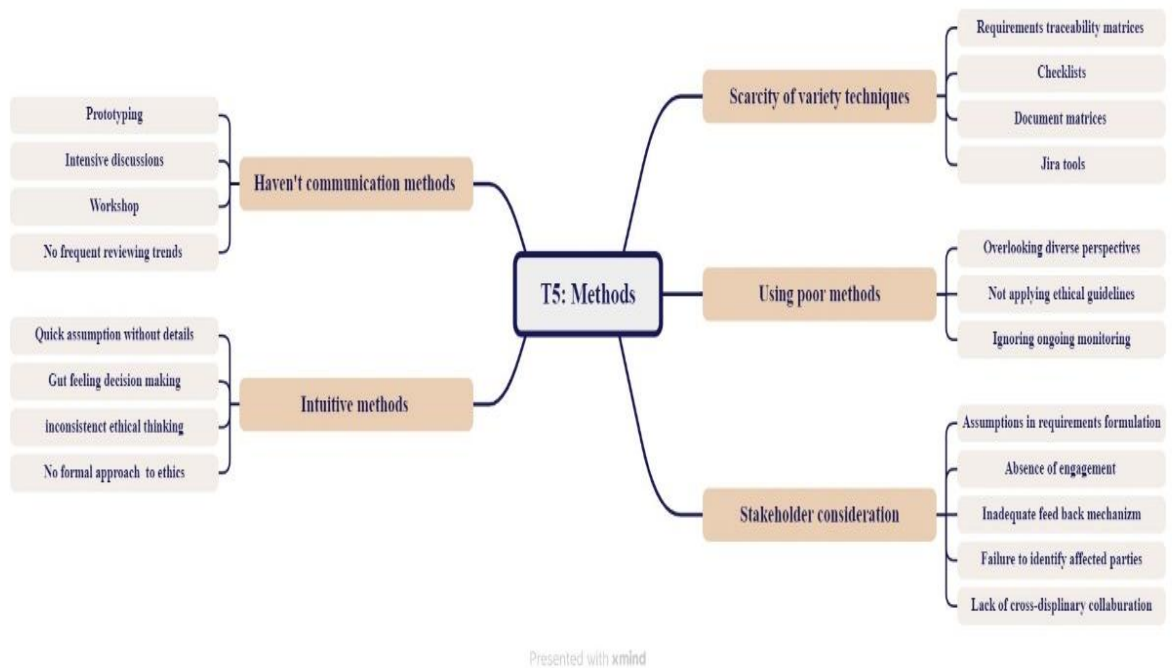 T5: Methods
Haven't communication methods
Prototyping
Intensive discussions
Workshop
No frequent reviewing trends
Intuitive methods
Quick assumption without details
Gut feeling decision making
inconsistenct ethical thinking
No formal approach to ethics
Scarcity of variety techniques
Requirements traceability matrices
Checklists
Document matrices
Jira tools
Using poor methods
Overlooking diverse perspectives
Not applying ethical guidelines
Ignoring ongoing monitoring
Stakeholder consideration
Assumptions in requirements formulation
Absence of engagement
Inadequate feed back mechanizm
Failure to identify affected parties
Lack of cross-displinary collaburation
Presented with xmind